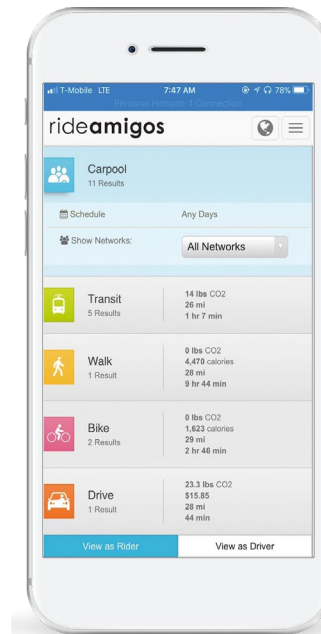 T-Mobile LTE 7:47 AM 78%
Personal Hotspot: 1 Connection
rideamigos
Carpool
11 Results
Schedule Any Days
Show Networks: All Networks
Transit
5 Results
14 lbs CO2
26 mi
1 hr 7 min
Walk
1 Result
0 lbs CO2
4,470 calories
28 mi
9 hr 44 min
Bike
2 Results
0 lbs CO2
1,623 calories
29 mi
2 hr 46 min
Drive
1 Result
23.3 lbs CO2
$15.85
28 mi
44 min
View as Rider View as Driver